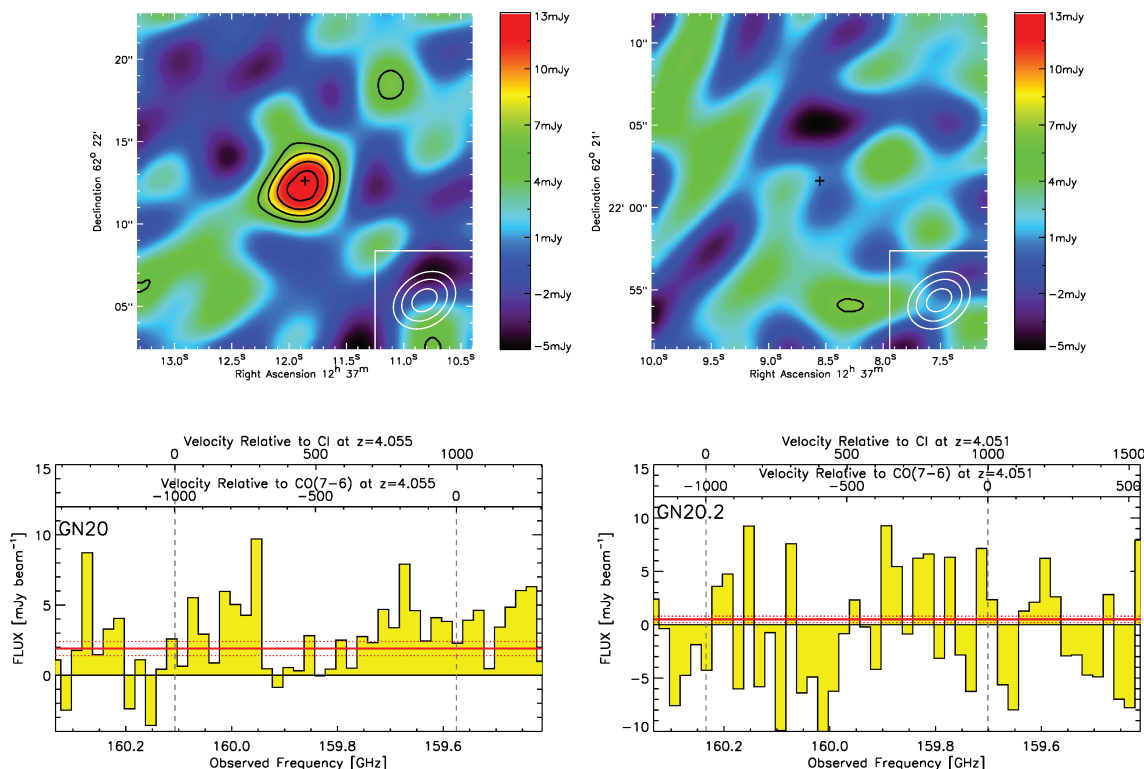 20"
15"
10"
05"
Declination 62° 22'
13.0s 12.5s 12.0s 11.5s 11.0s 10.5s
Right Ascension 12h 37m
13mJy
10mJy
7mJy
4mJy
1mJy
−2mJy
−5mJy
10"
05"
22' 00"
55"
Declination 62° 21'
10.0s 9.5s 9.0s 8.5s 8.0s 7.5s
Right Ascension 12h 37m
13mJy
10mJy
7mJy
4mJy
1mJy
−2mJy
−5mJy
Velocity Relative to CI at z=4.055
0 500 1000
Velocity Relative to CO(7−6) at z=4.055
−1000 −500 0
GN20
15
10
5
0
FLUX [mJy beam−1]
160.2 160.0 159.8 159.6
Observed Frequency [GHz]
Velocity Relative to CI at z=4.051
0 500 1000 1500
Velocity Relative to CO(7−6) at z=4.051
−1000 −500 0 500
GN20.2
15
10
5
0
−5
−10
FLUX [mJy beam−1]
160.2 160.0 159.8 159.6
Observed Frequency [GHz]